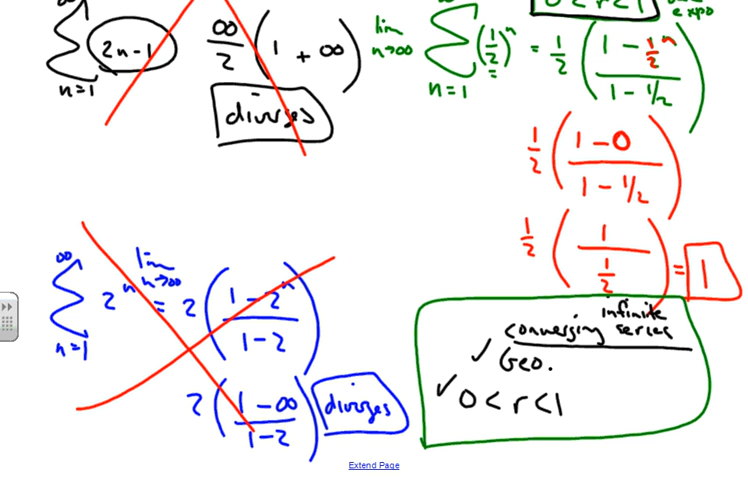 ∞
∑ 2n-1
n=1
∞/2 (1 + ∞)
diverges
0 < r < 1
expo
lim n→∞ ∞ ∑ n=1 (1/2)^n = 1/2 ((1 - 1/2^n)/(1 - 1/2))
1/2 ((1 - 0)/(1 - 1/2))
1/2 (1/(1/2)) = 1
∞ ∑ n=1 2^n lim n→∞ = 2 ((1 - 2^n)/(1 - 2))
2 ((1 - ∞)/(1 - 2)) diverges
infinite
converging series
✓ Geo.
✓ 0 < r < 1
Extend Page